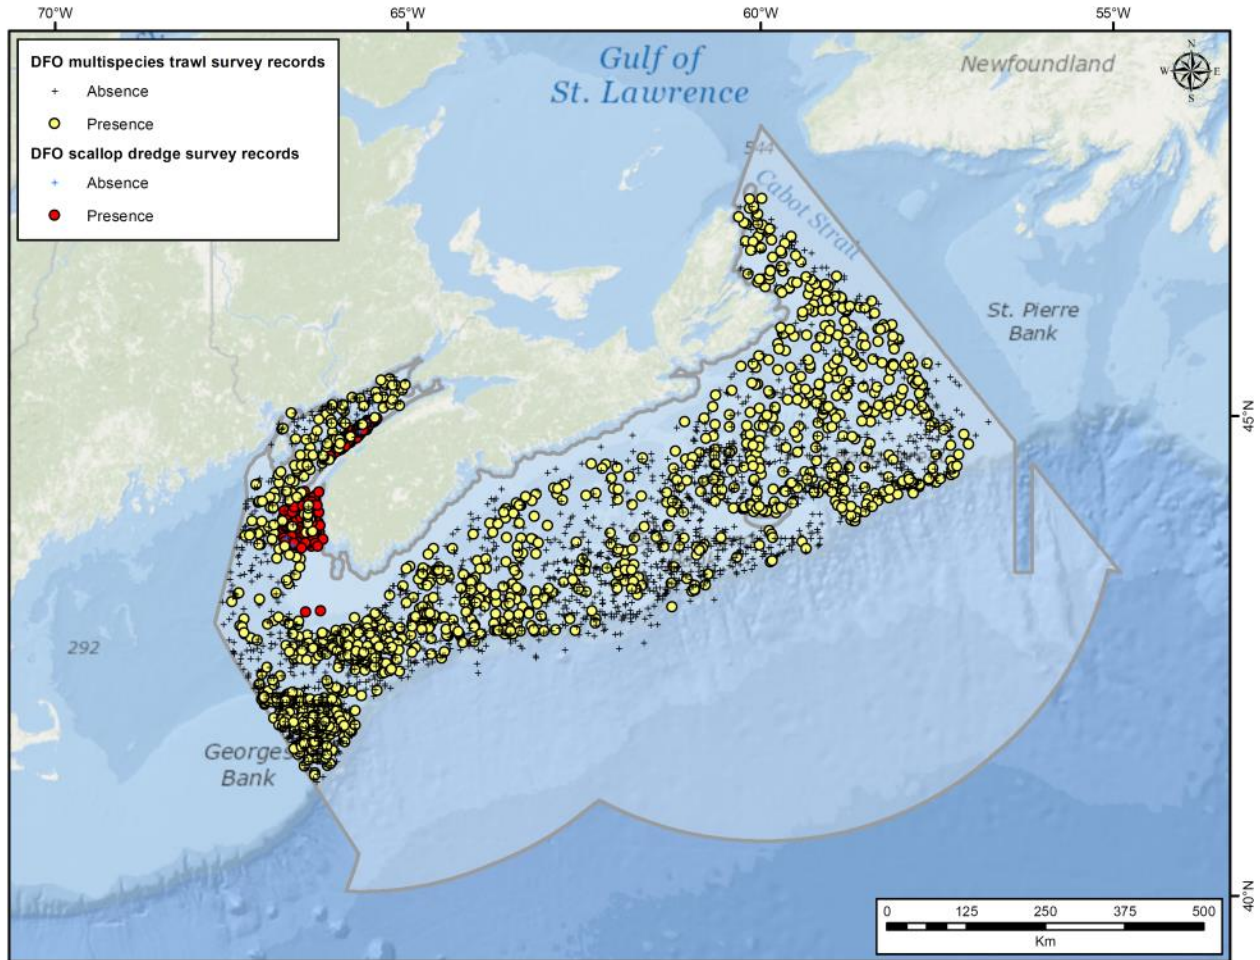 70°W
65°W
60°W
55°W
DFO multispecies trawl survey records
Absence
Presence
DFO scallop dredge survey records
Absence
Presence
Gulf of
St. Lawrence
Newfoundland
N
W
E
S
544
Cabot Strait
St. Pierre
Bank
45°N
292
Georges
Bank
40°N
0
125
250
375
500
Km